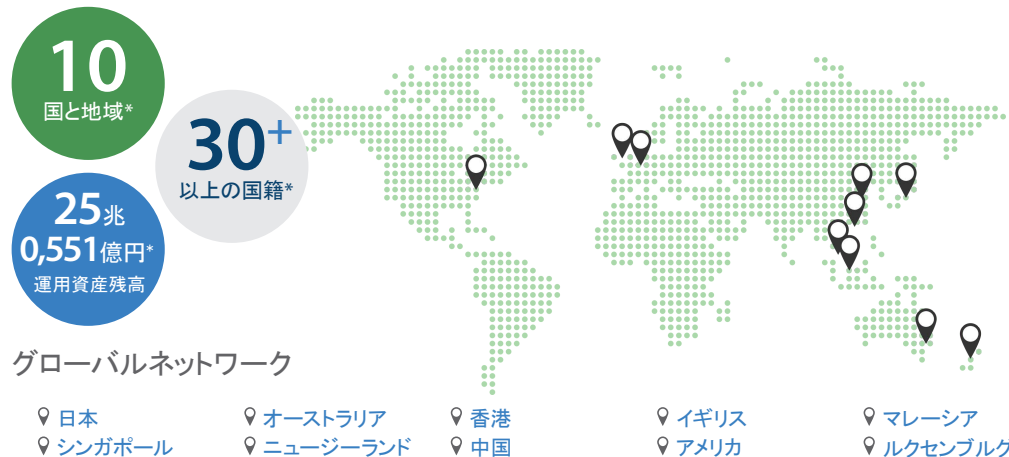 10
国と地域*
30+
以上の国籍*
25兆
0,551億円*
運用資産残高
グローバルネットワーク
日本
オーストラリア
香港
イギリス
マレーシア
シンガポール
ニュージーランド
中国
アメリカ
ルクセンブルク